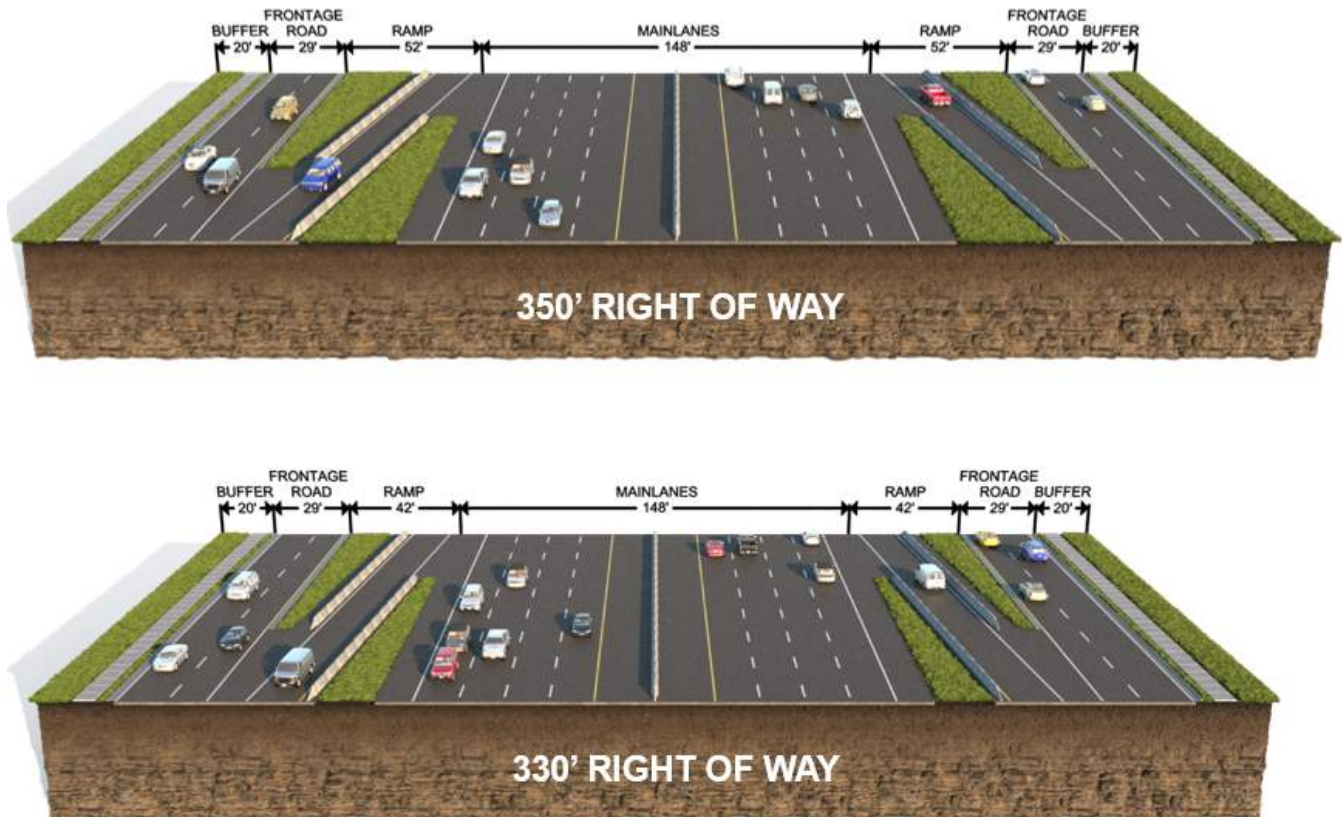 FRONTAGE FRONTAGE
BUFFER ROAD RAMP MAINLANES RAMP ROAD BUFFER
20' 29' 52' 148' 52' 29' 20'
350’ RIGHT OF WAY
FRONTAGE FRONTAGE
BUFFER ROAD RAMP MAINLANES RAMP ROAD BUFFER
20' 29' 42' 148' 42' 29' 20'
330’ RIGHT OF WAY